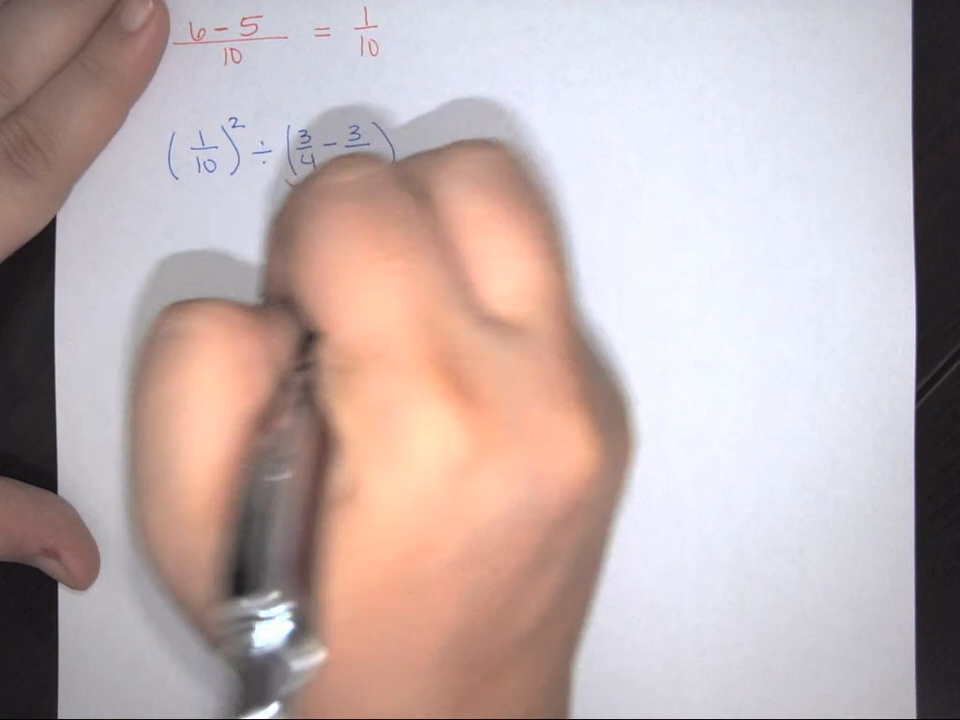 6 - 5 / 10 = 1/10
(1/10)² ÷ (3/4 - 3/ )